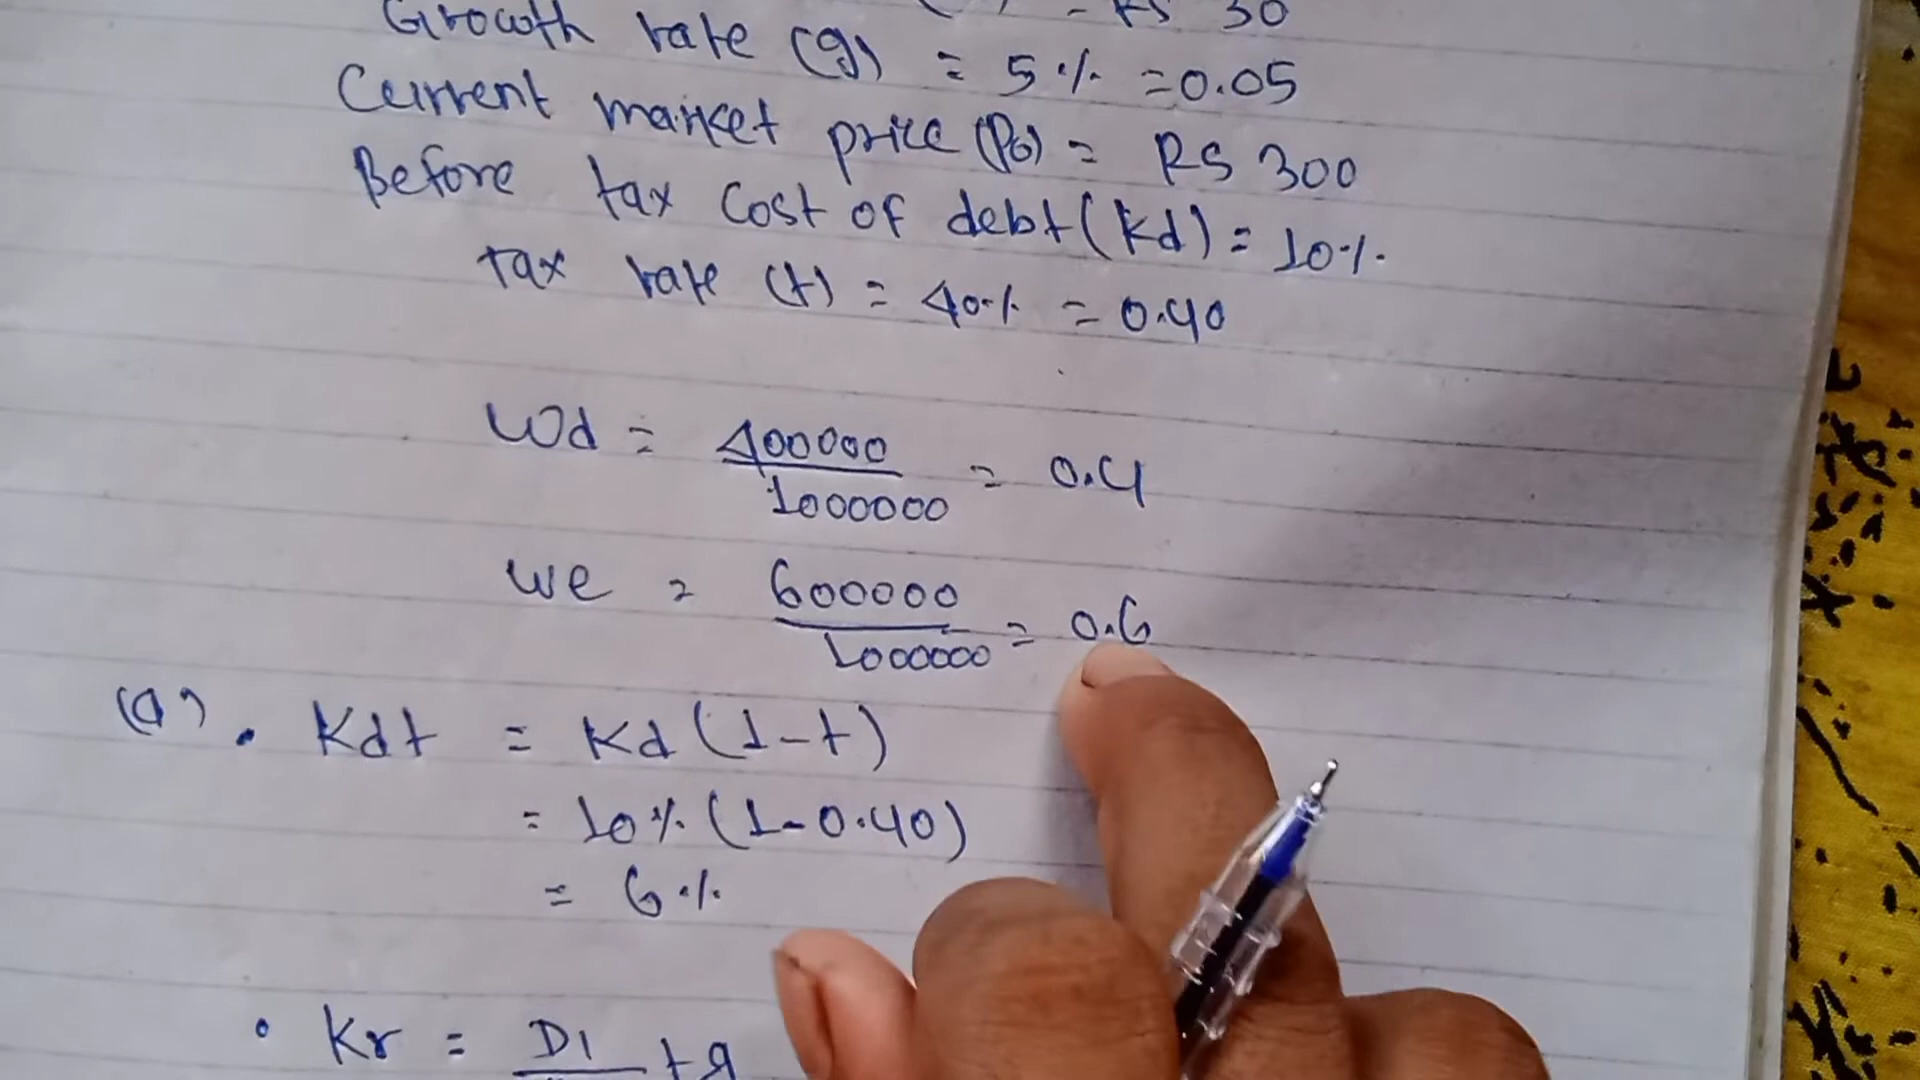 = RS 30
Growth rate (g) = 5% = 0.05
Current market price (P0) = RS 300
Before tax cost of debt (Kd) = 10%
tax rate (t) = 40% = 0.40
Wd = 400000/1000000 = 0.4
we = 600000/1000000 = 0.6
(a) . Kdt = Kd (1-t)
= 10% (1-0.40)
= 6%
• Kr = D1/ +g